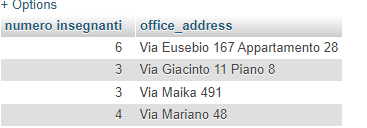 + Options
numero insegnanti office_address
6 Via Eusebio 167 Appartamento 28
3 Via Giacinto 11 Piano 8
3 Via Maika 491
4 Via Mariano 48